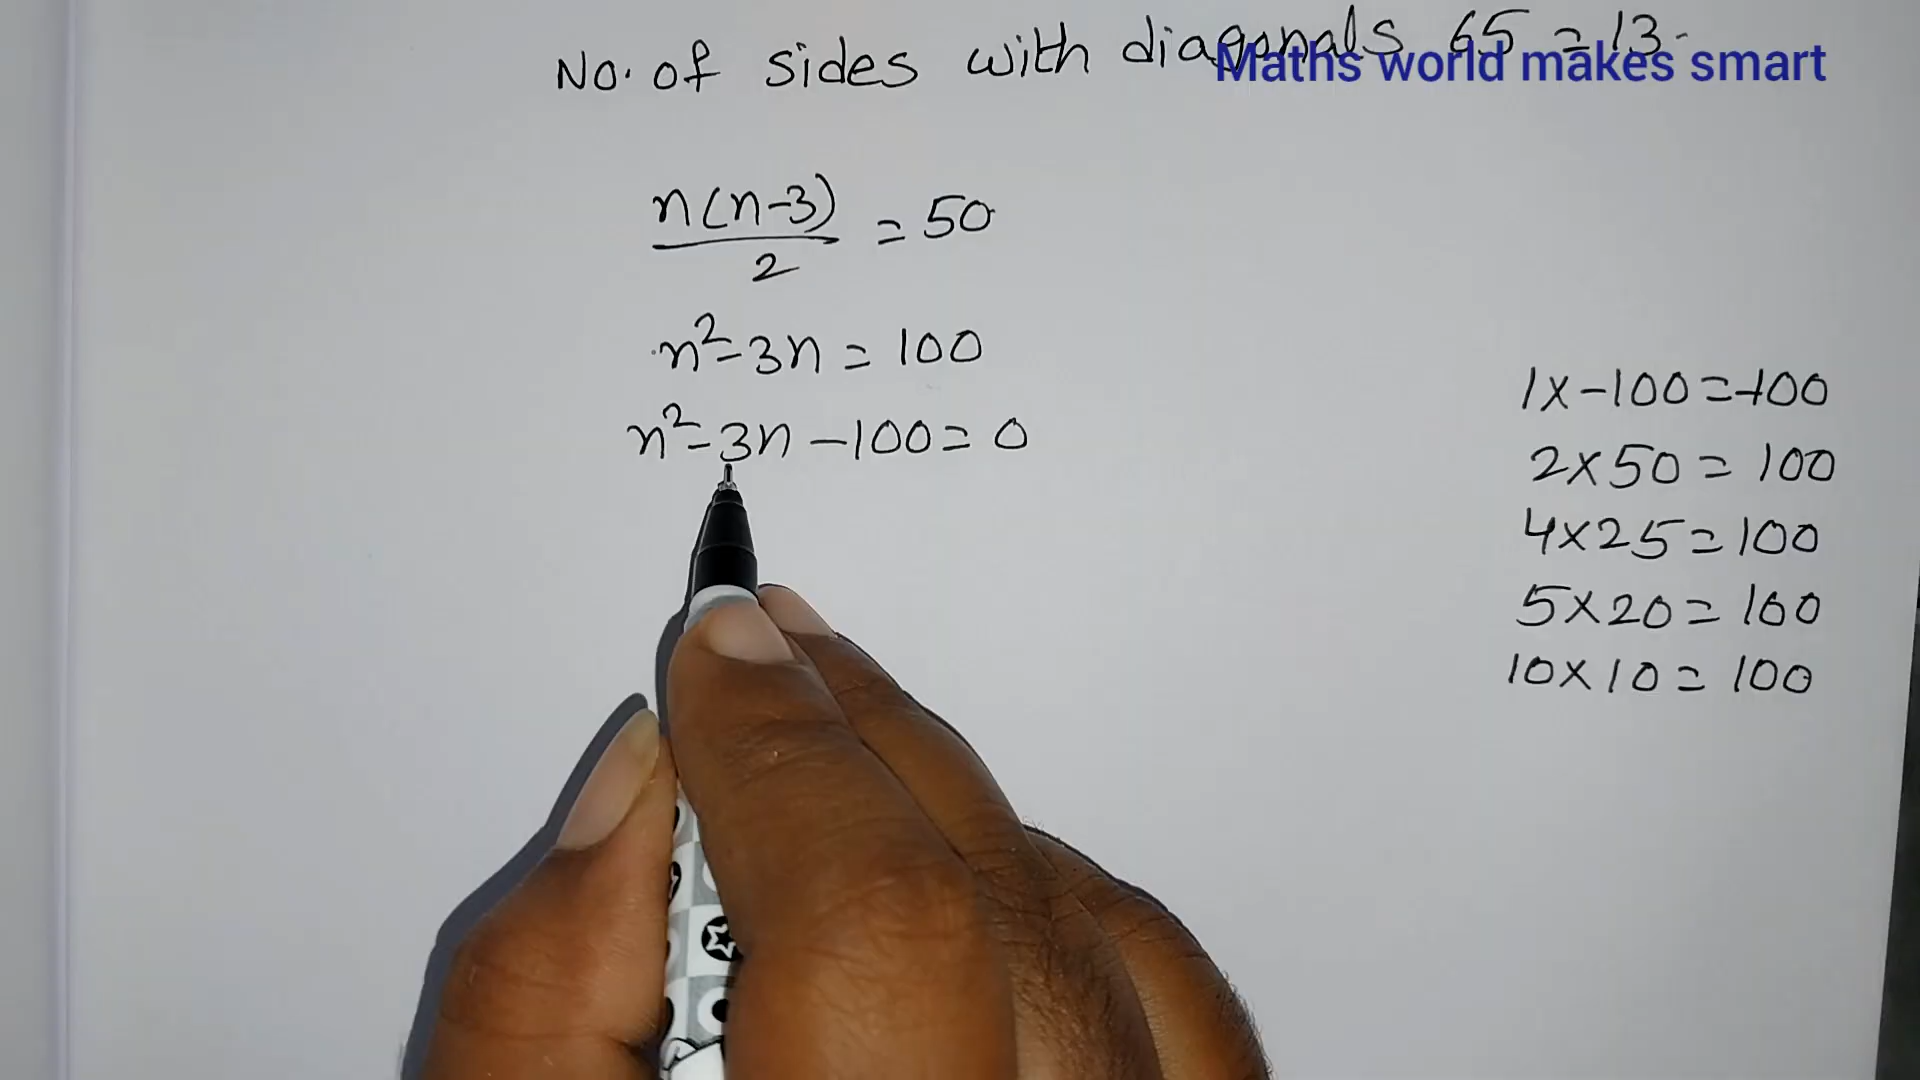 No. of sides with diagonals 65 = 13.
Maths world makes smart
n(n-3)/2 = 50
n²-3n = 100
n²-3n-100 = 0
1x-100=-100
2x50=100
4x25=100
5x20=100
10x10=100